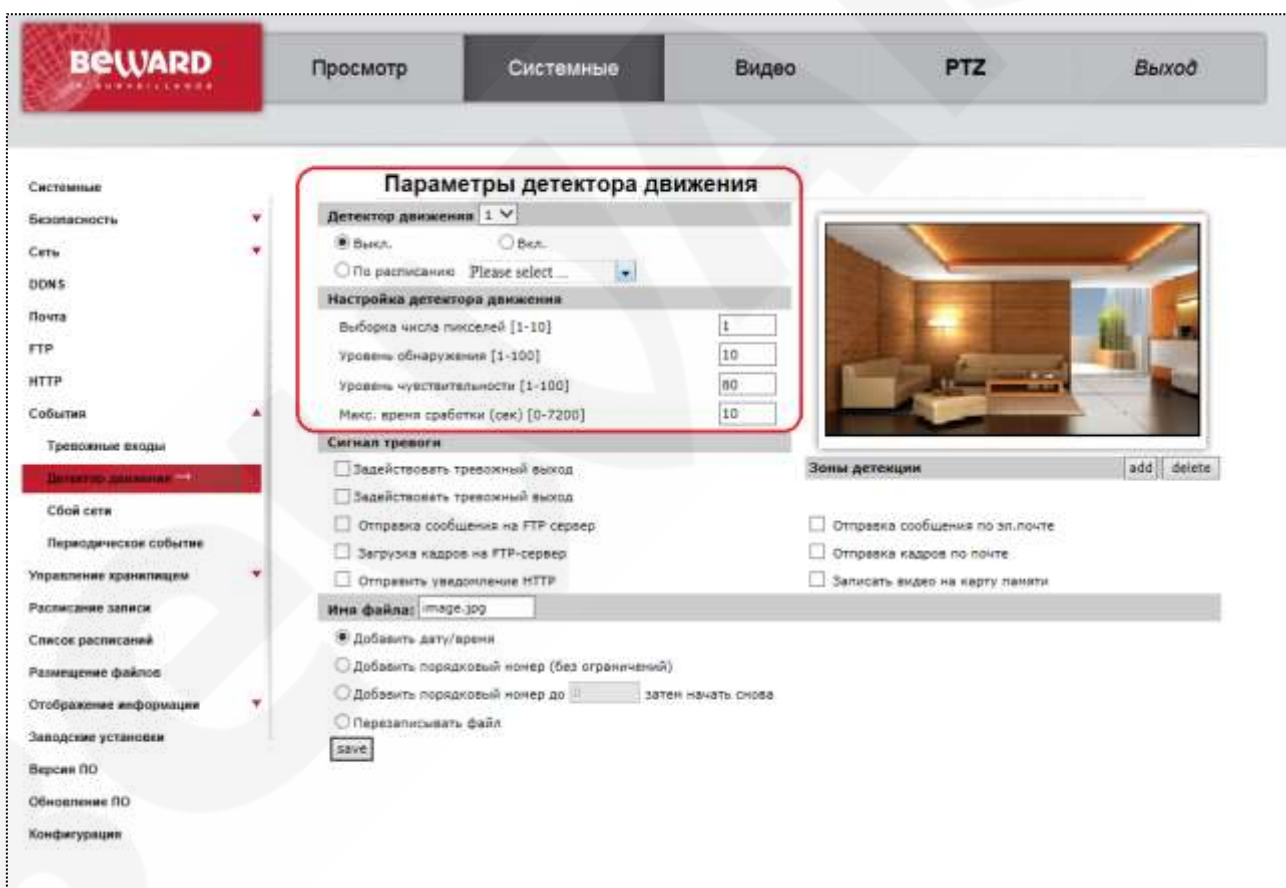 BEWARD
Просмотр
Системные
Видео
PTZ
Выход
Системные
Безопасность
Сеть
DDNS
Почта
FTP
HTTP
События
Тревожные входы
Детектор движения
Сбой сети
Периодическое событие
Управление хранилищем
Расписание записи
Список расписаний
Размещение файлов
Отображение информации
Заводские установки
Версия ПО
Обновление ПО
Конфигурация
Параметры детектора движения
Детектор движения 1
Выкл. Вкл.
По расписанию Please select ...
Настройка детектора движения
Выборка числа пикселей [1-10] 1
Уровень обнаружения [1-100] 10
Уровень чувствительности [1-100] 80
Макс. время сработки (сек) [0-7200] 10
Сигнал тревоги
Задействовать тревожный выход
Зоны детекции add delete
Задействовать тревожный выход
Отправка сообщения на FTP сервер
Отправка сообщения по эл.почте
Загрузка кадров на FTP-сервер
Отправка кадров по почте
Отправить уведомление HTTP
Записать видео на карту памяти
Имя файла: image.jpg
Добавить дату/время
Добавить порядковый номер (без ограничений)
Добавить порядковый номер до 0 затем начать снова
Перезаписывать файл
save